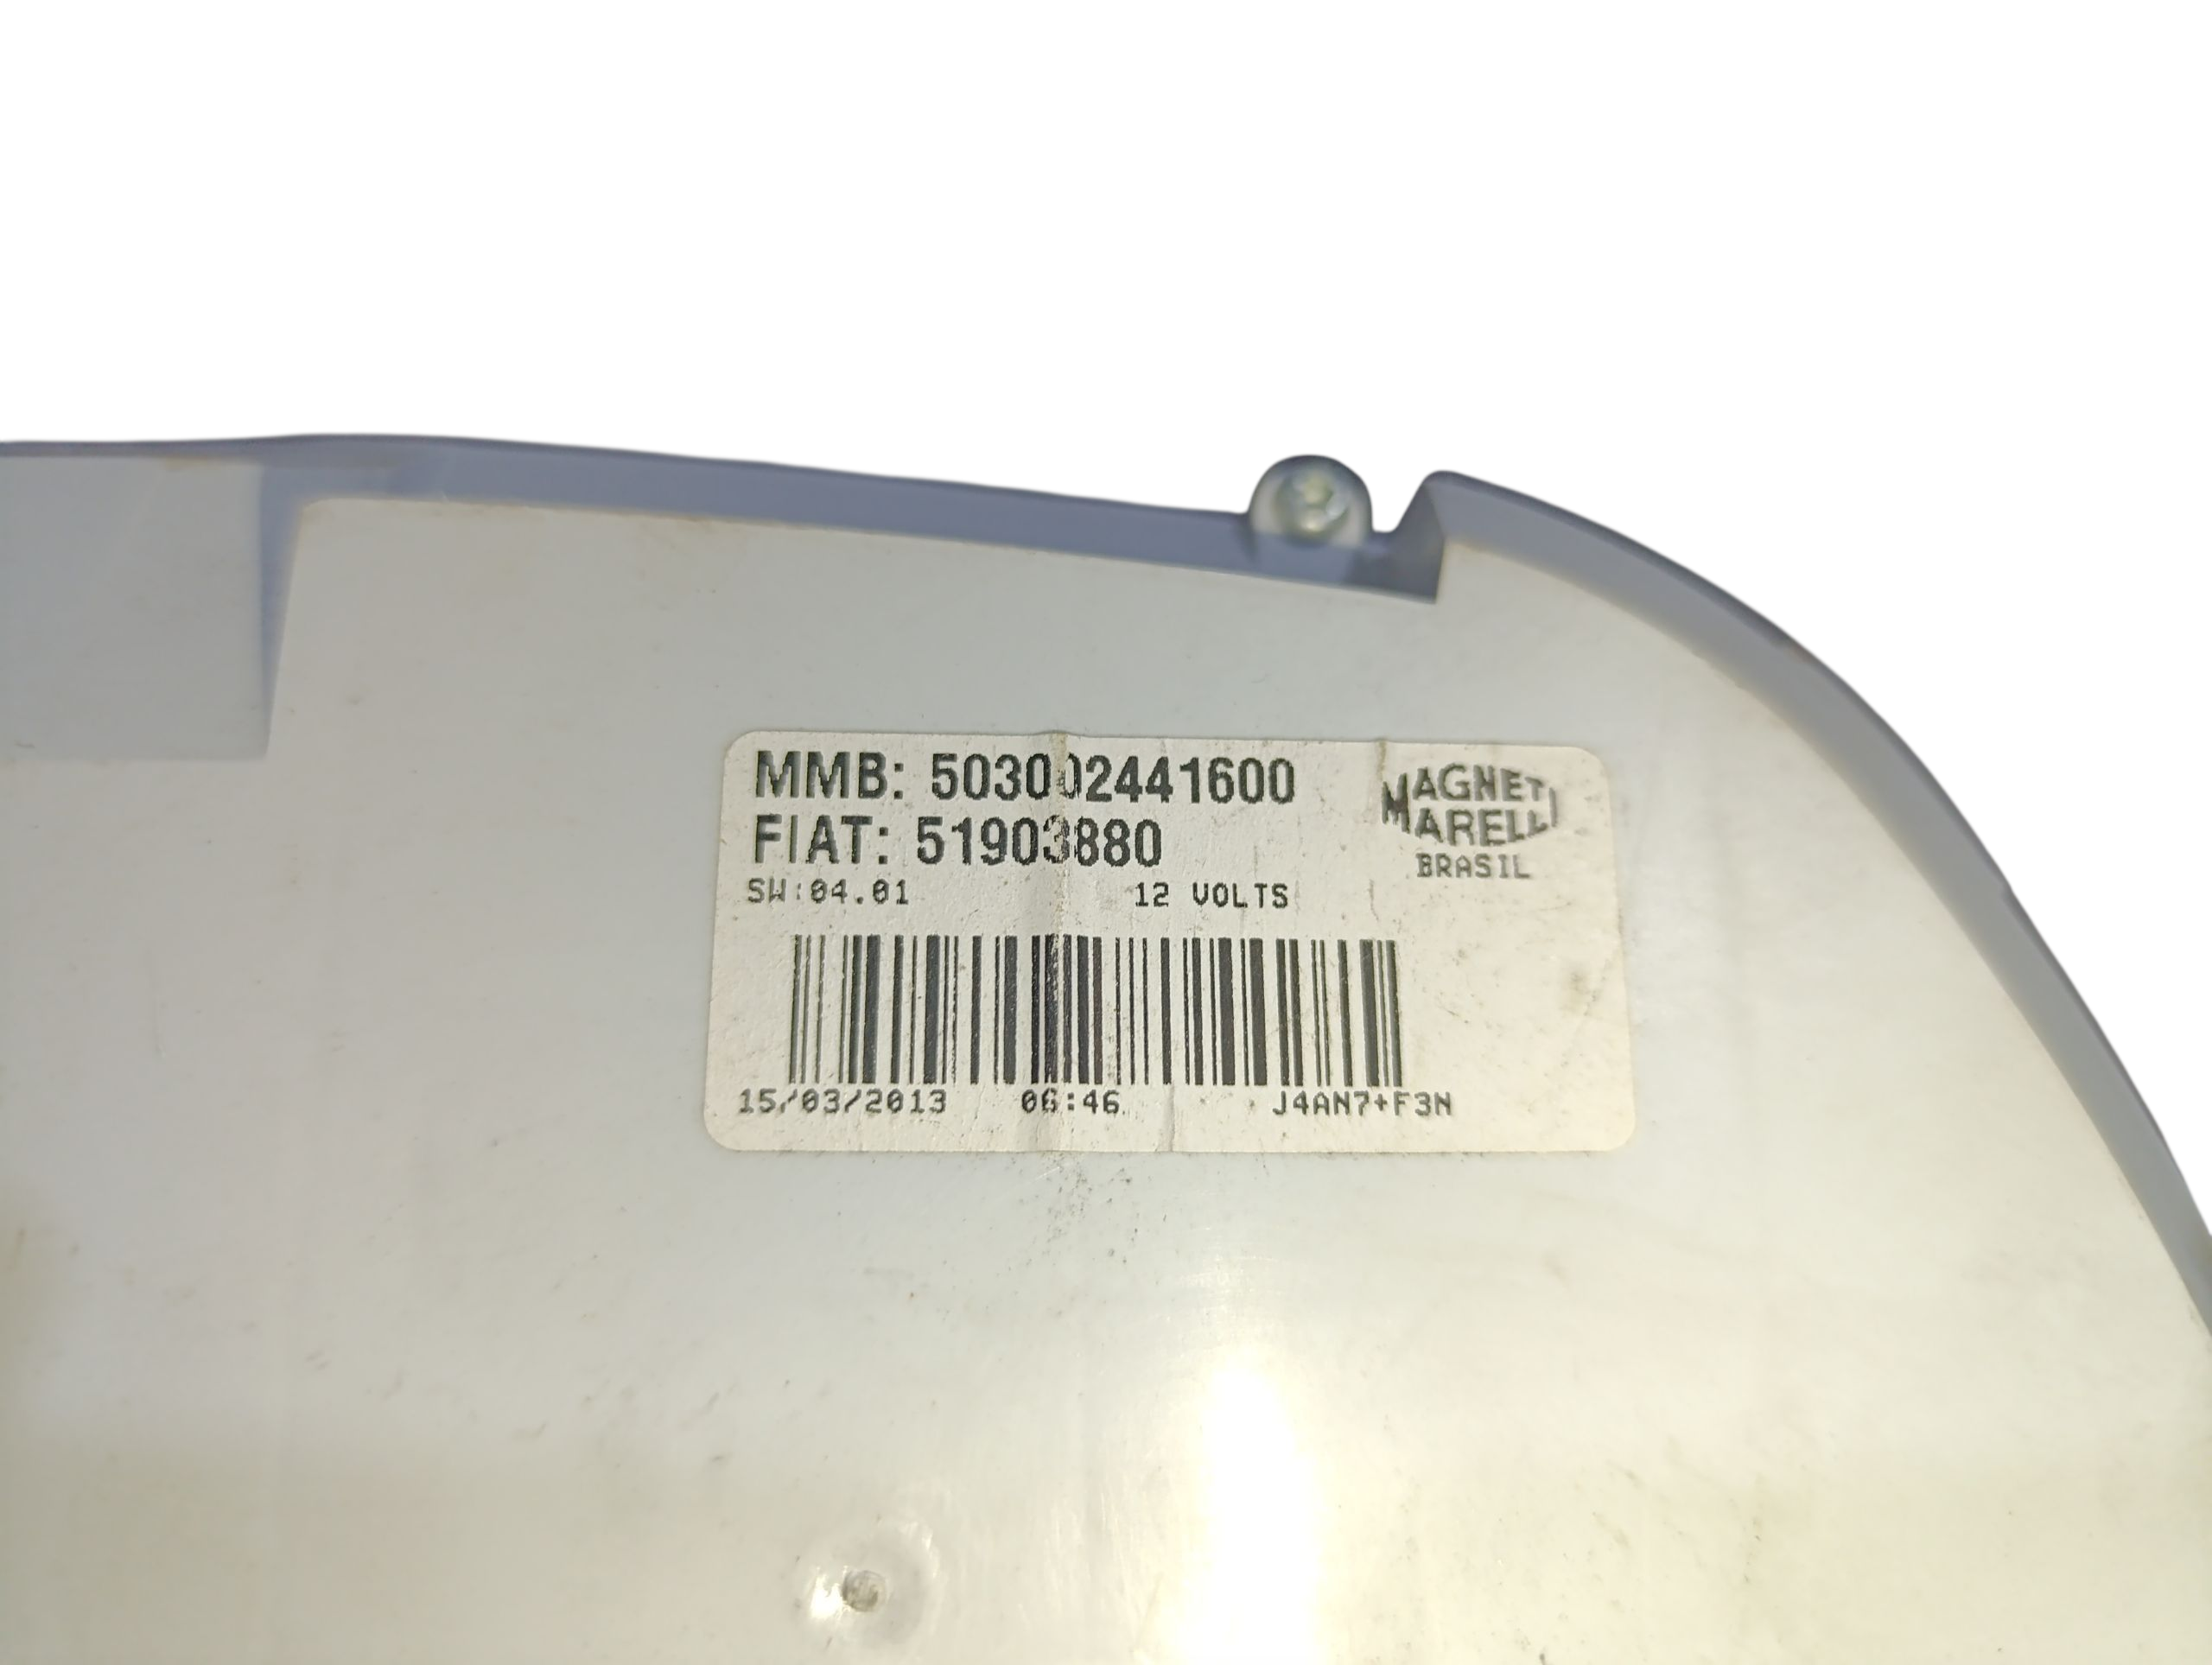 MMB: 503002441600
FIAT: 51903880
MAGNETI
MARELLI
BRASIL
SW:04.01 12 VOLTS
15/03/2013 06:46 J4AN7+F3N